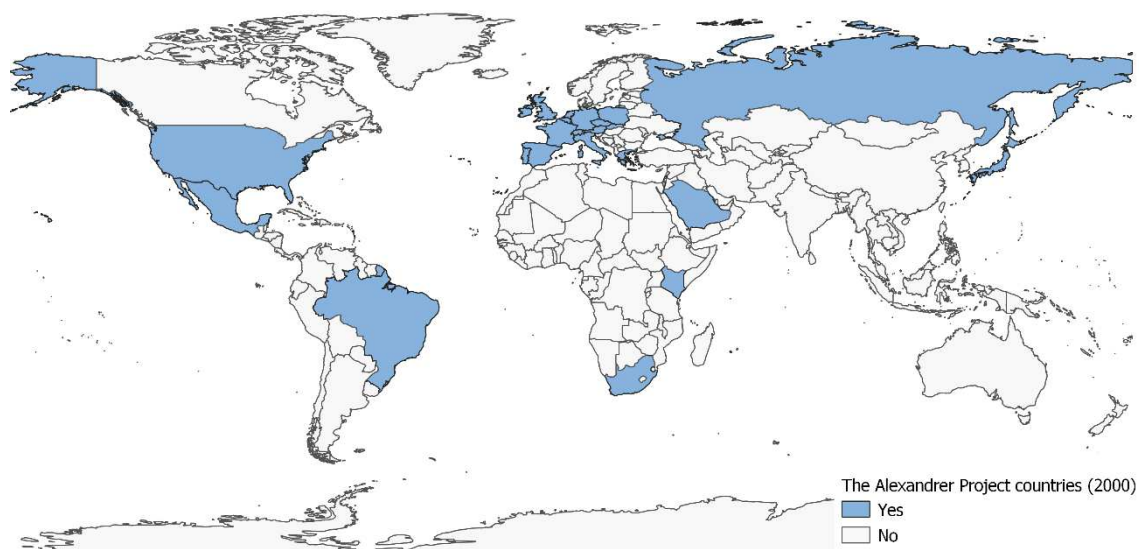 The Alexandrer Project countries (2000)
Yes
No